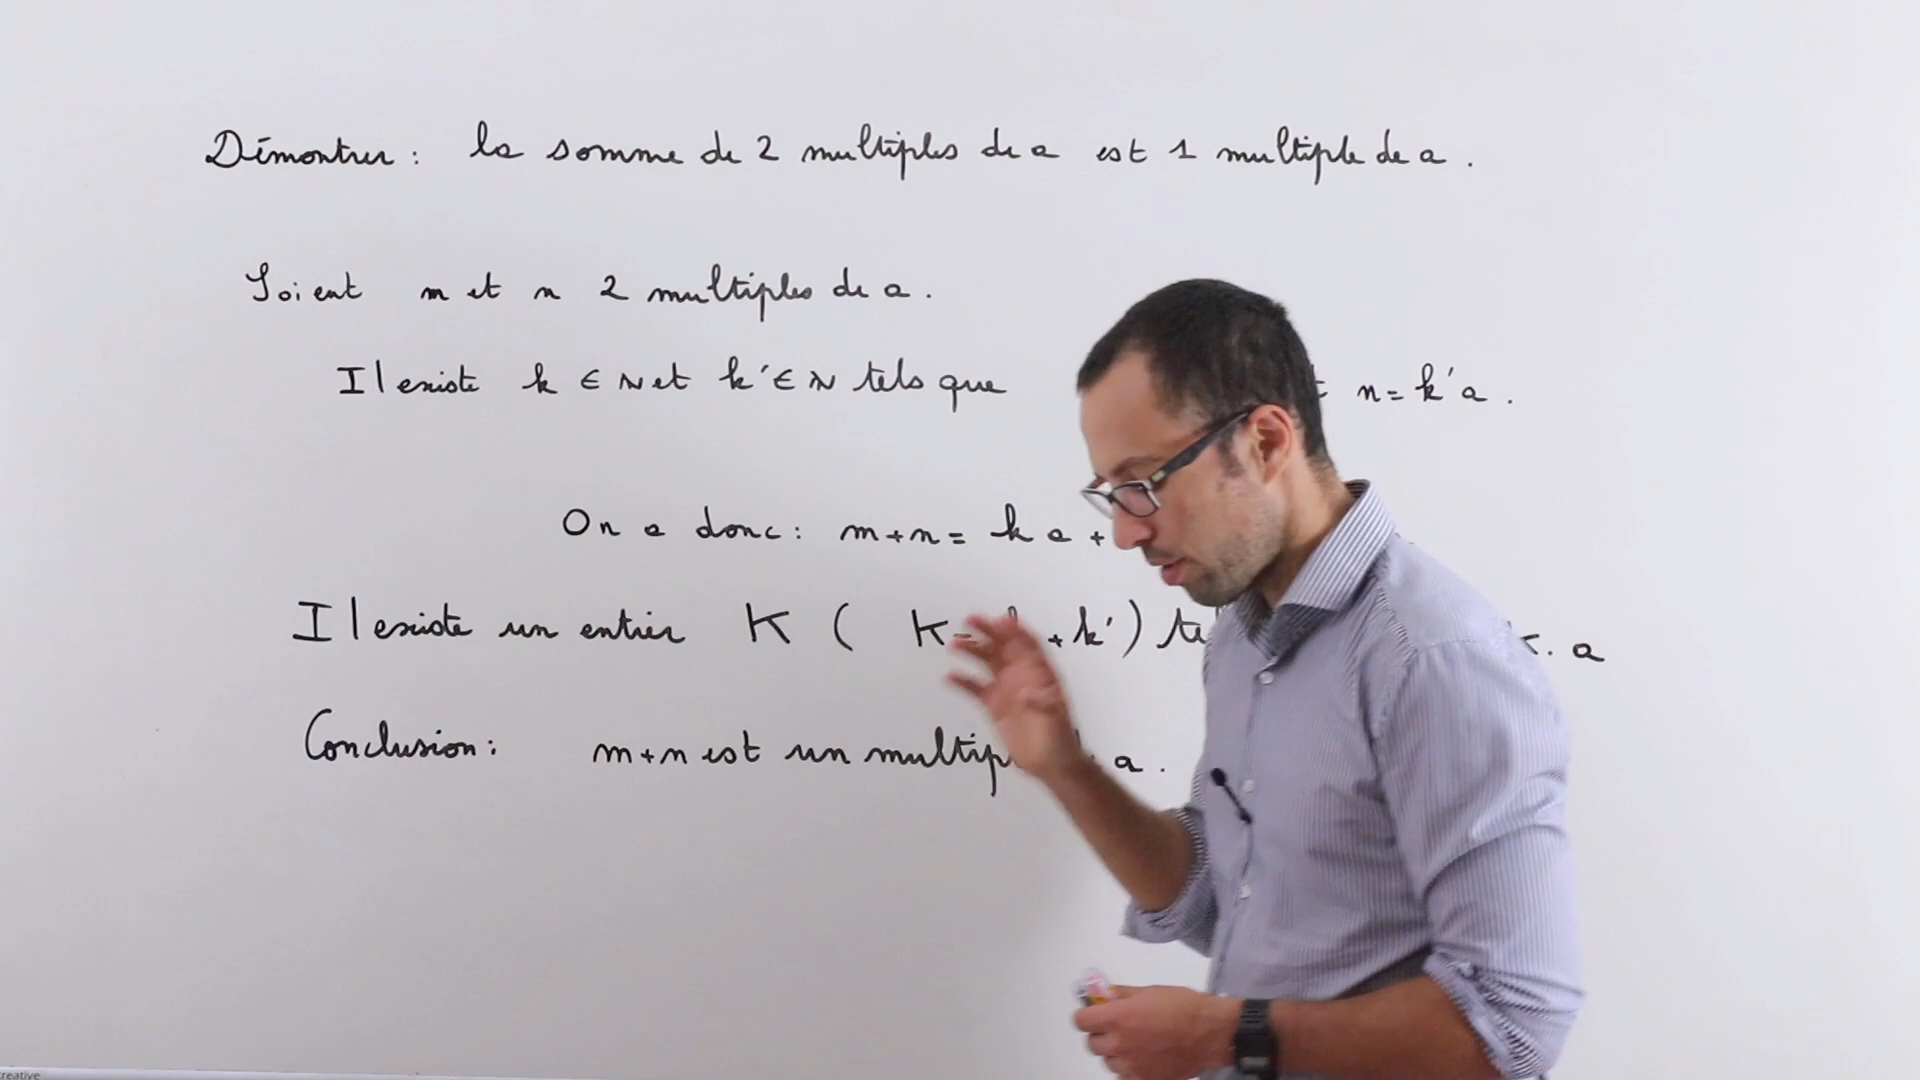 Démontrer : la somme de 2 multiples de a est 1 multiple de a .
Soient m et n 2 multiples de a .
Il existe k ∈ N et k' ∈ N tels que n = k'a .
On a donc : m+n = ka +
Il existe un entier K ( K = +k') . a
Conclusion : m+n est un a .
reative